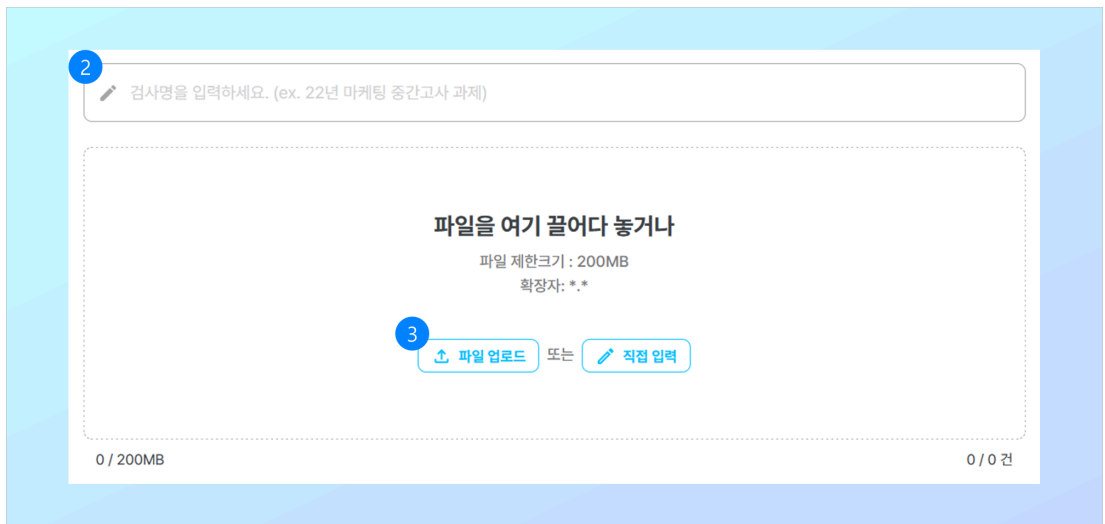 2
검사명을 입력하세요. (ex. 22년 마케팅 중간고사 과제)
파일을 여기 끌어다 놓거나
파일 제한크기 : 200MB
확장자: *.*
3
파일 업로드 또는 직접 입력
0 / 200MB 0 / 0 건